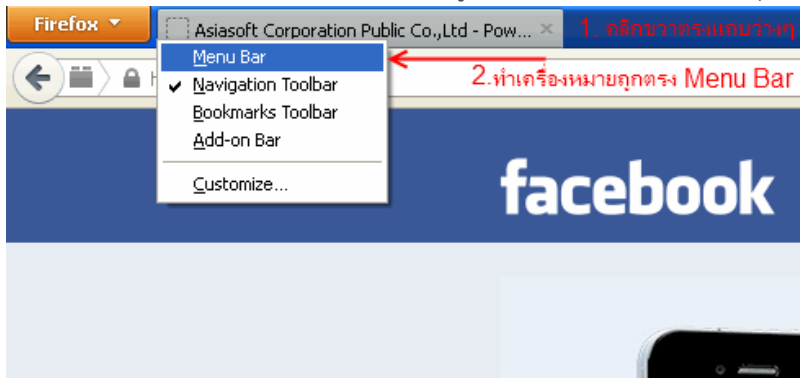 Firefox
Asiasoft Corporation Public Co.,Ltd - Pow...
1. คลิกขวาตรงแถบว่างๆ
Menu Bar
2.ทำเครื่องหมายถูกตรง Menu Bar
Navigation Toolbar
Bookmarks Toolbar
Add-on Bar
Customize...
facebook